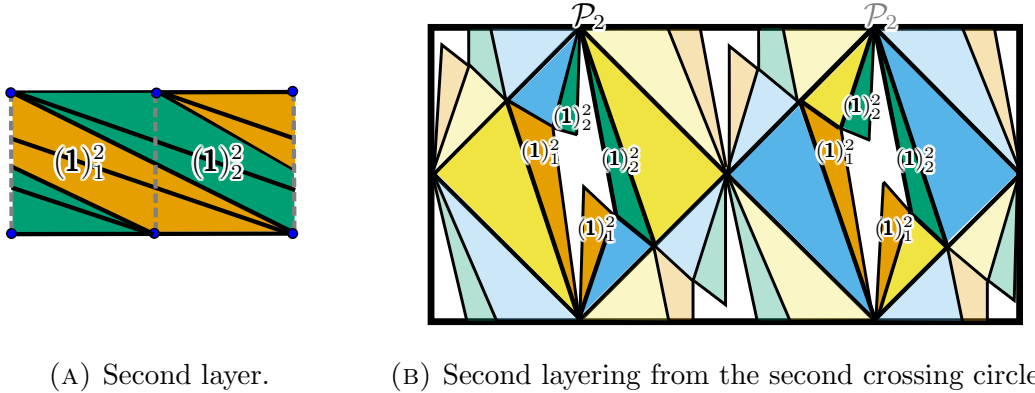 𝒫₂ 𝒫₂
(1)²₂ (1)²₂
(1)²₁ (1)²₂ (1)²₁ (1)²₂ (1)²₁ (1)²₂
(1)²₁ (1)²₁
(A) Second layer. (B) Second layering from the second crossing circle